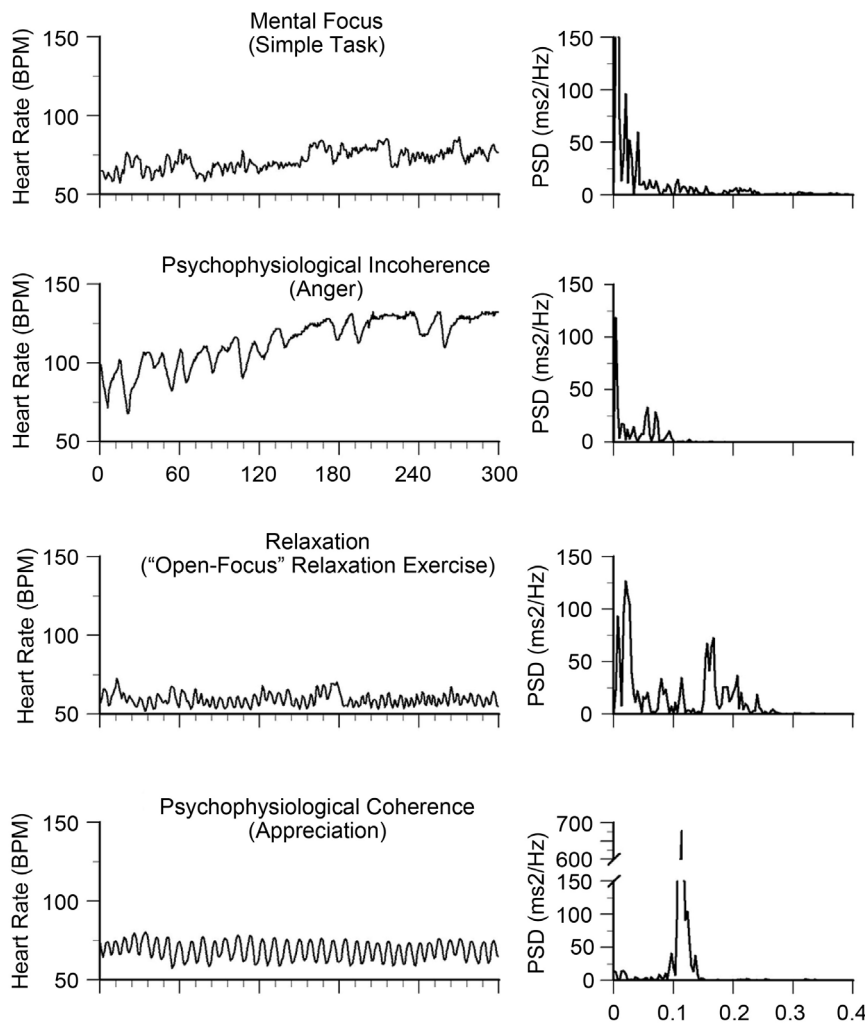 Mental Focus
(Simple Task)
Heart Rate (BPM)
150
100
50
PSD (ms2/Hz)
150
100
50
0
Psychophysiological Incoherence
(Anger)
Heart Rate (BPM)
150
100
50
0 60 120 180 240 300
PSD (ms2/Hz)
150
100
50
0
Relaxation
(“Open-Focus” Relaxation Exercise)
Heart Rate (BPM)
150
100
50
PSD (ms2/Hz)
150
100
50
0
Psychophysiological Coherence
(Appreciation)
Heart Rate (BPM)
150
100
50
PSD (ms2/Hz)
700
600
150
100
50
0
0 0.1 0.2 0.3 0.4